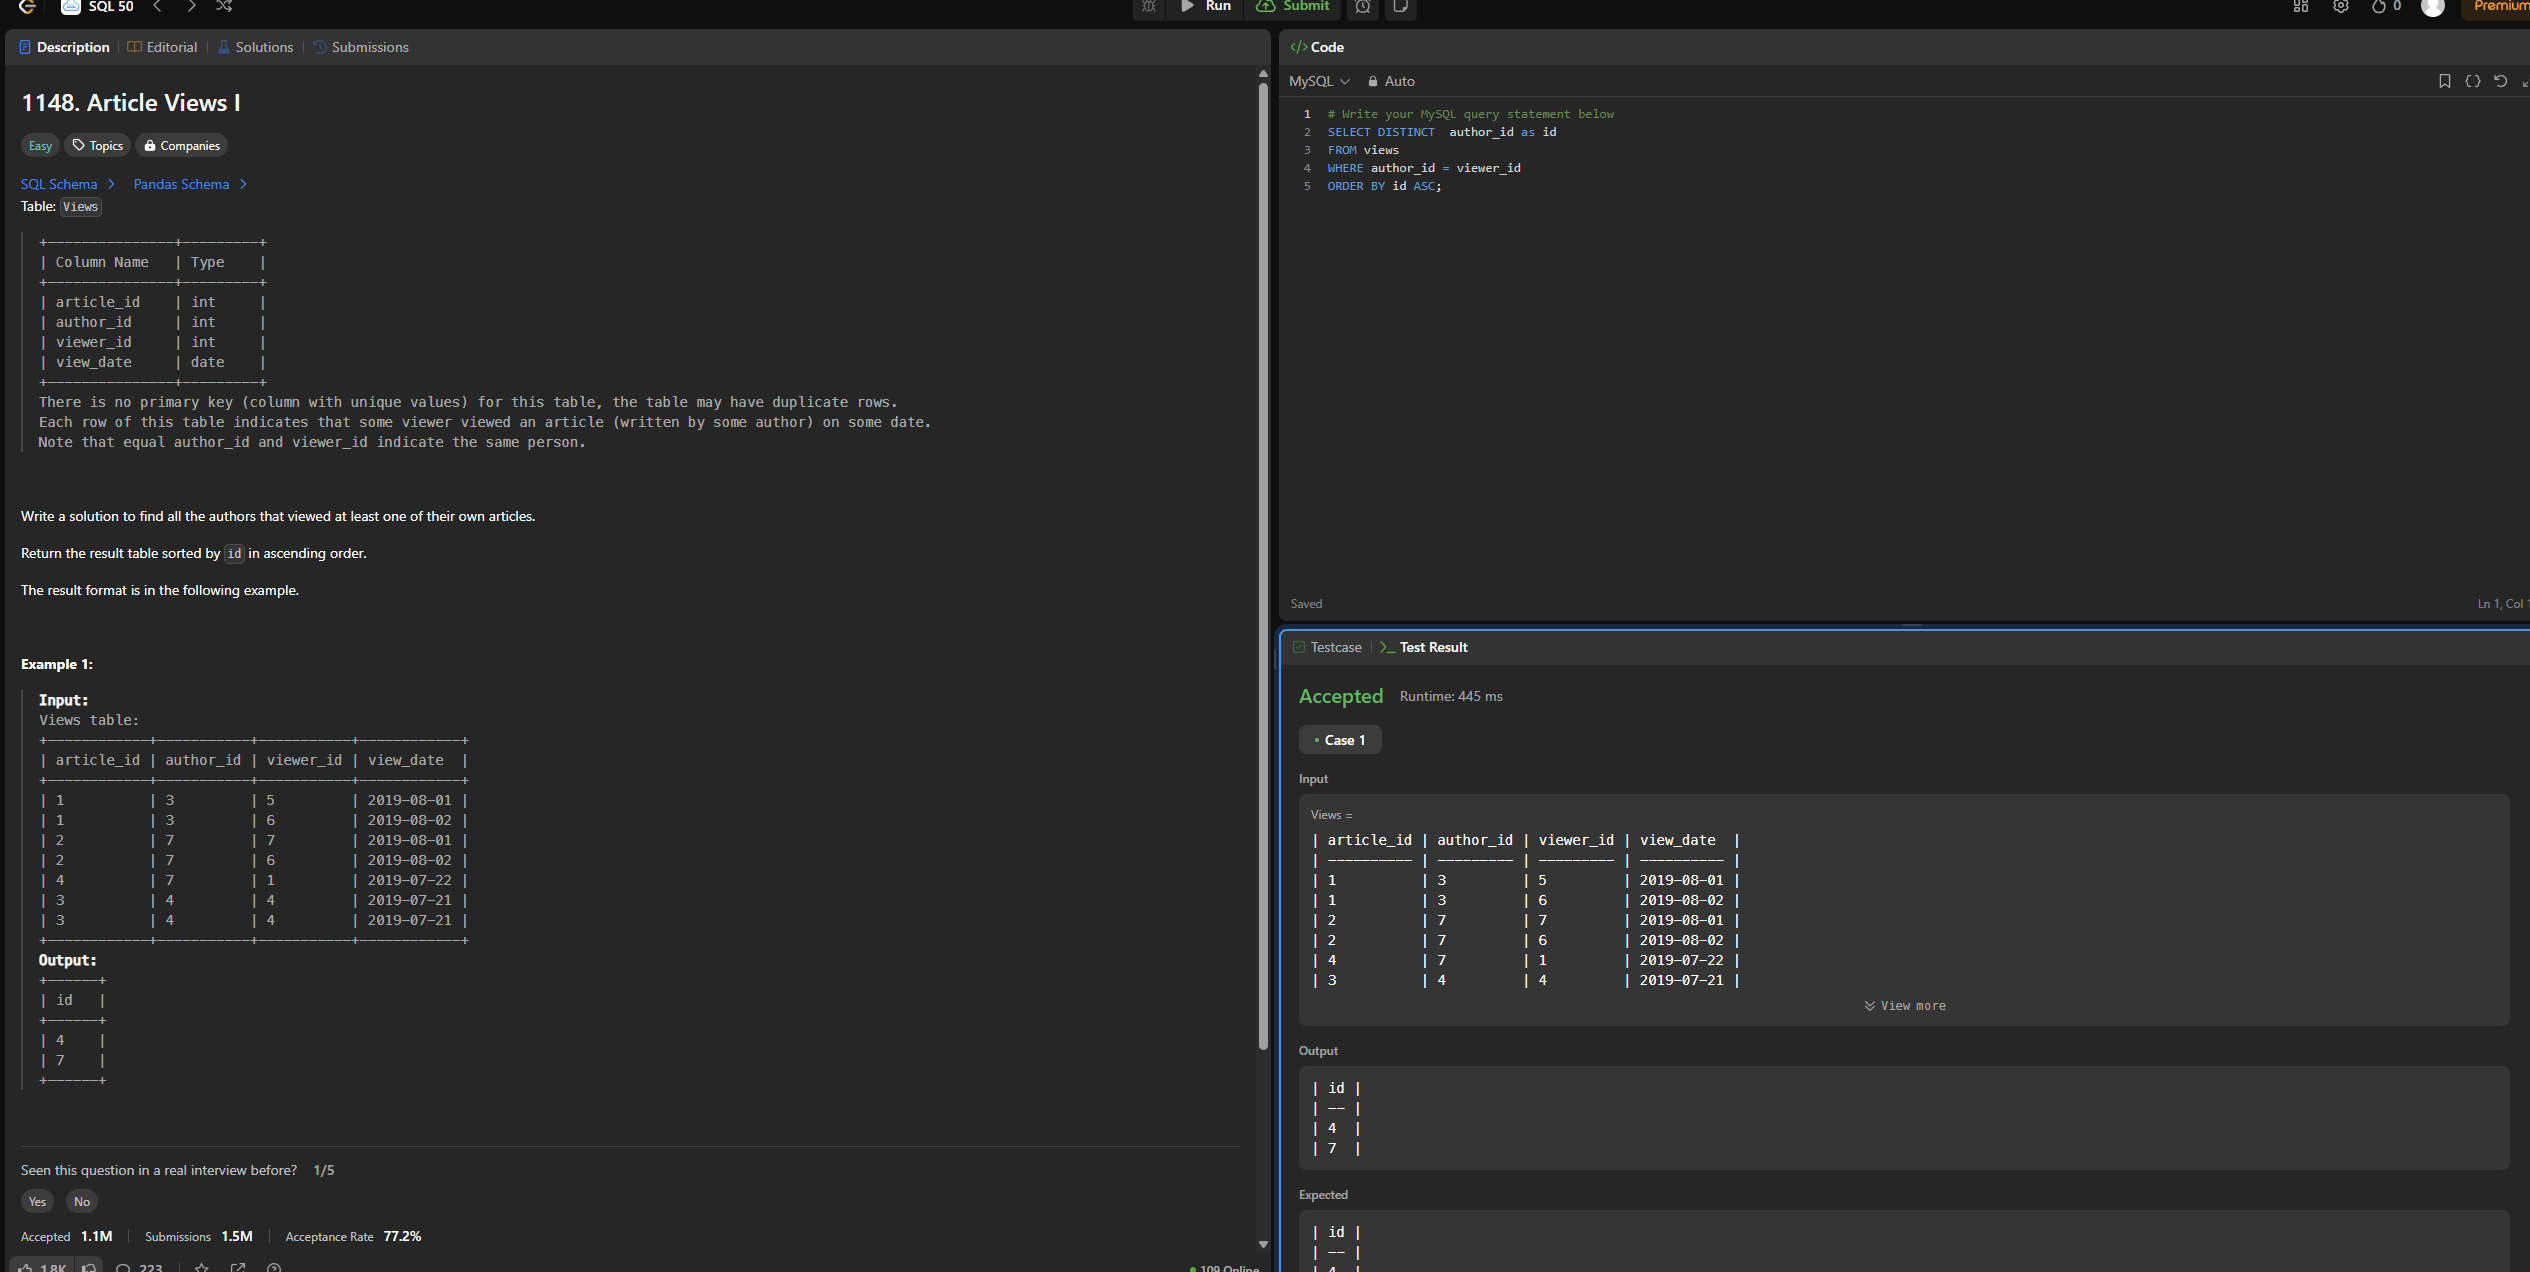 SQL 50
Run
Submit
0
Premium
Description | Editorial | Solutions | Submissions
1148. Article Views I
Easy Topics Companies
SQL Schema > Pandas Schema >
Table: Views
+---------------+---------+
| Column Name   | Type    |
+---------------+---------+
| article_id    | int     |
| author_id     | int     |
| viewer_id     | int     |
| view_date     | date    |
+---------------+---------+
There is no primary key (column with unique values) for this table, the table may have duplicate rows.
Each row of this table indicates that some viewer viewed an article (written by some author) on some date.
Note that equal author_id and viewer_id indicate the same person.
Write a solution to find all the authors that viewed at least one of their own articles.
Return the result table sorted by id in ascending order.
The result format is in the following example.
Example 1:
Input:
Views table:
+------------+-----------+-----------+------------+
| article_id | author_id | viewer_id | view_date  |
+------------+-----------+-----------+------------+
| 1          | 3         | 5         | 2019-08-01 |
| 1          | 3         | 6         | 2019-08-02 |
| 2          | 7         | 7         | 2019-08-01 |
| 2          | 7         | 6         | 2019-08-02 |
| 4          | 7         | 1         | 2019-07-22 |
| 3          | 4         | 4         | 2019-07-21 |
| 3          | 4         | 4         | 2019-07-21 |
+------------+-----------+-----------+------------+
Output:
+------+
| id   |
+------+
| 4    |
| 7    |
+------+
Seen this question in a real interview before? 1/5
Yes No
Accepted 1.1M | Submissions 1.5M | Acceptance Rate 77.2%
1.8K 223
109 Online
</> Code
MySQL Auto
1 # Write your MySQL query statement below
2 SELECT DISTINCT  author_id as id
3 FROM views
4 WHERE author_id = viewer_id
5 ORDER BY id ASC;
Saved
Ln 1, Col 1
Testcase | >_ Test Result
Accepted Runtime: 445 ms
• Case 1
Input
Views =
| article_id | author_id | viewer_id | view_date  |
| ---------- | --------- | --------- | ---------- |
| 1          | 3         | 5         | 2019-08-01 |
| 1          | 3         | 6         | 2019-08-02 |
| 2          | 7         | 7         | 2019-08-01 |
| 2          | 7         | 6         | 2019-08-02 |
| 4          | 7         | 1         | 2019-07-22 |
| 3          | 4         | 4         | 2019-07-21 |
View more
Output
| id |
| -- |
| 4  |
| 7  |
Expected
| id |
| -- |
| 4  |